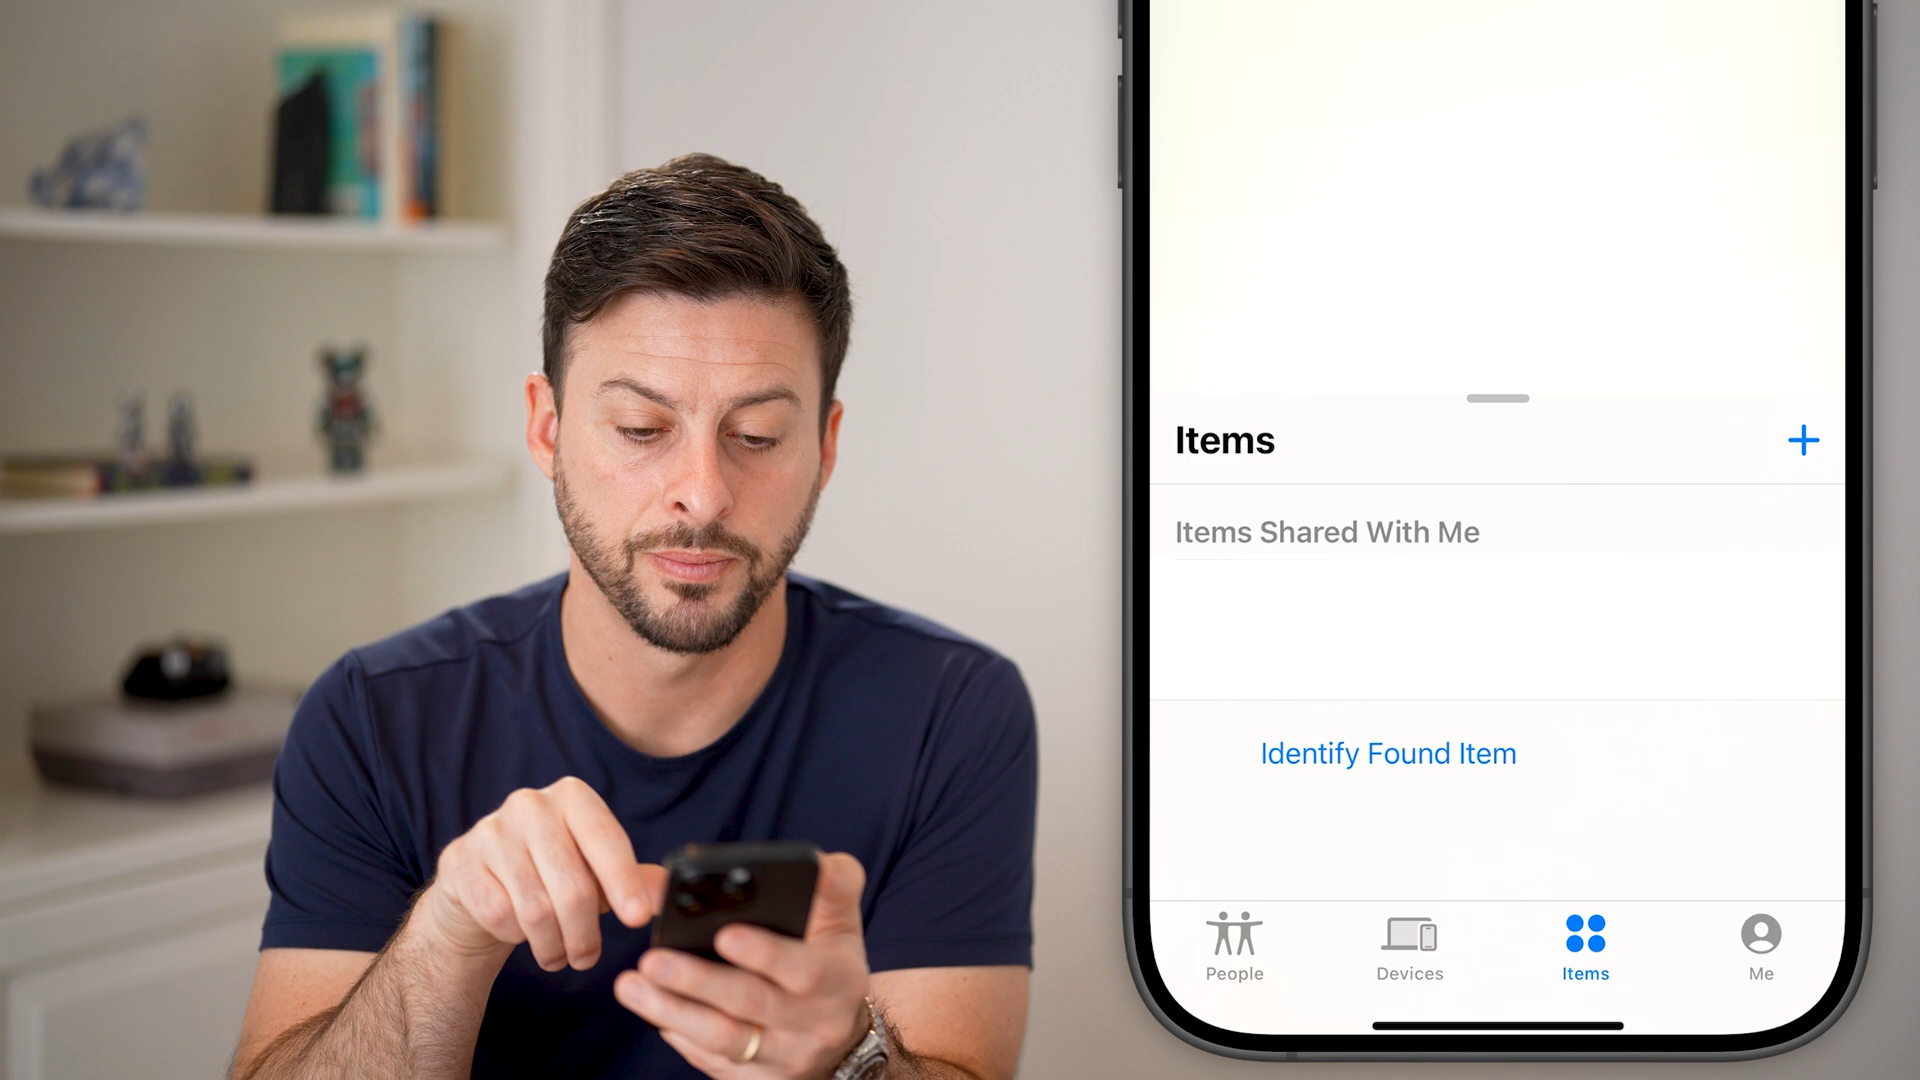 Items
Items Shared With Me
Identify Found Item
People
Devices
Items
Me